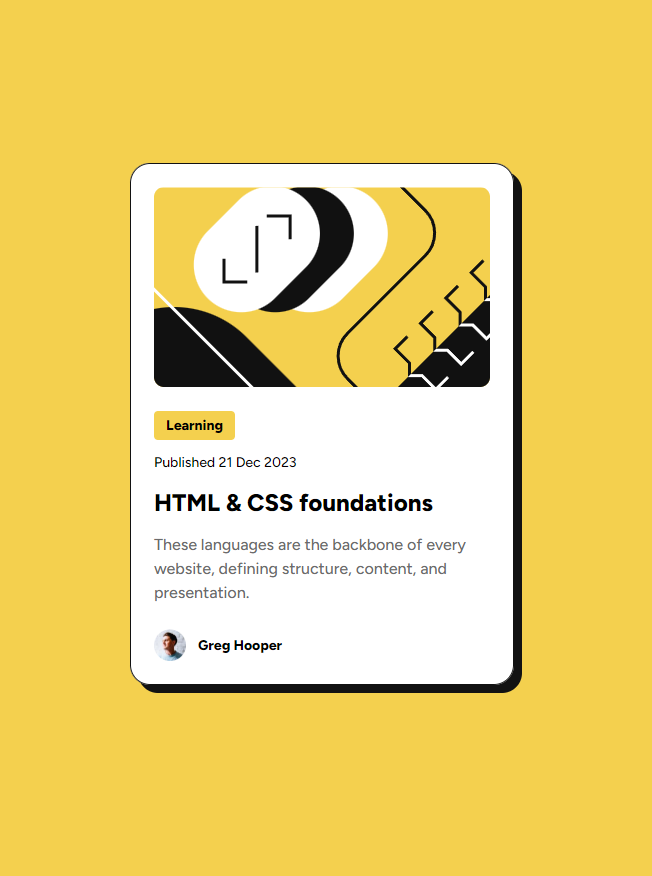 Learning
Published 21 Dec 2023
HTML & CSS foundations
These languages are the backbone of every
website, defining structure, content, and
presentation.
Greg Hooper